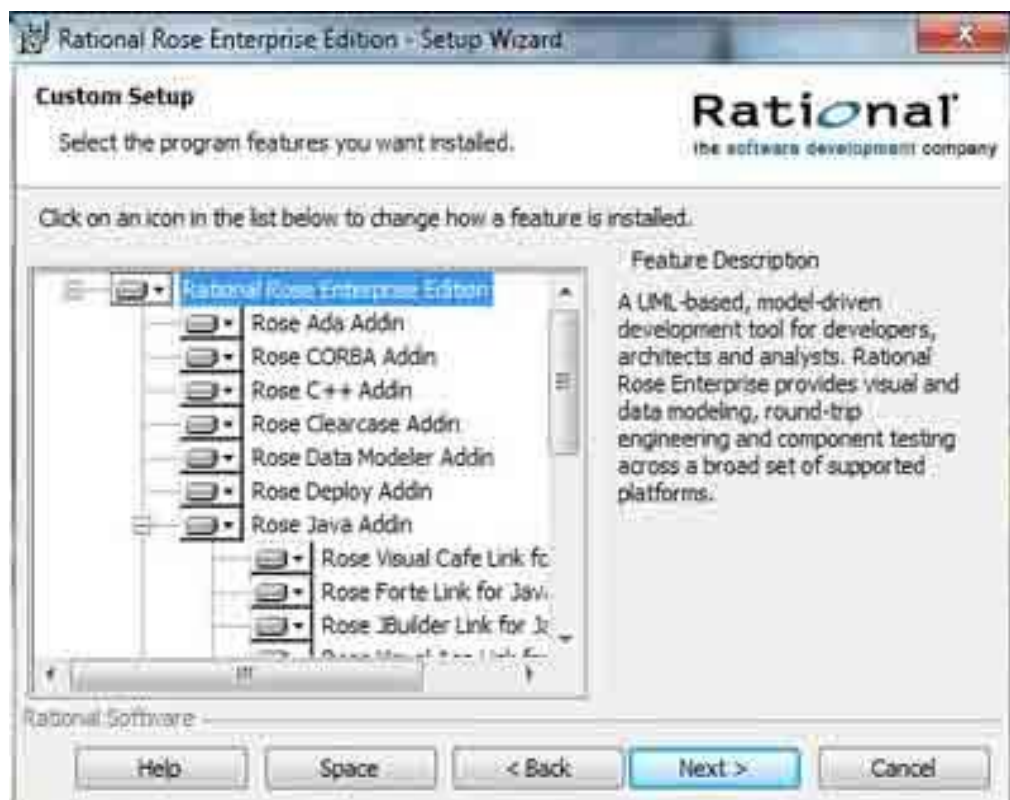 Rational Rose Enterprise Edition - Setup Wizard
Custom Setup
Select the program features you want installed.
Rational
the software development company
Click on an icon in the list below to change how a feature is installed.
Rational Rose Enterprise Edition
Rose Ada Addin
Rose CORBA Addin
Rose C++ Addin
Rose Clearcase Addin
Rose Data Modeler Addin
Rose Deploy Addin
Rose Java Addin
Rose Visual Cafe Link fo
Rose Forte Link for Java
Rose JBuilder Link for Ja
Feature Description
A UML-based, model-driven
development tool for developers,
architects and analysts. Rational
Rose Enterprise provides visual and
data modeling, round-trip
engineering and component testing
across a broad set of supported
platforms.
Rational Software
Help
Space
< Back
Next >
Cancel